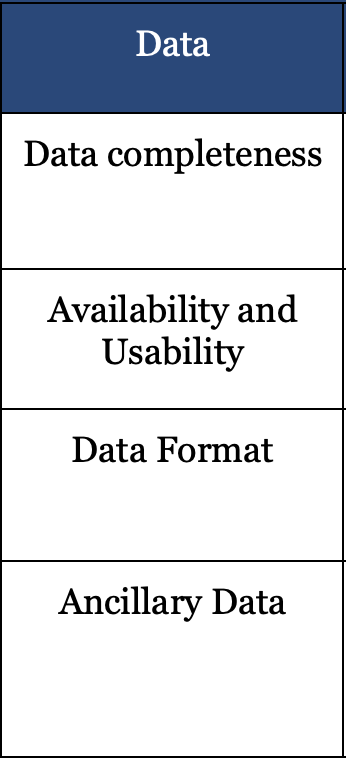 Data
Data completeness
Availability and
Usability
Data Format
Ancillary Data